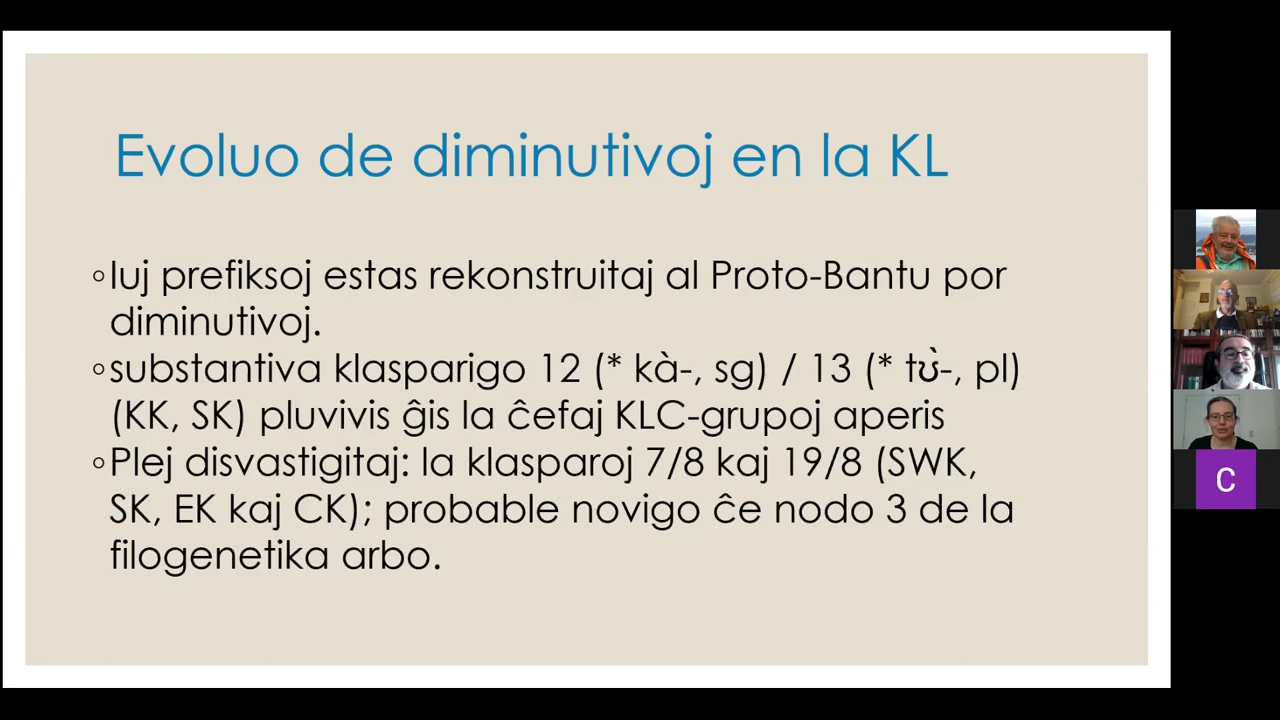 Evoluo de diminutivoj en la KL
◦Iuj prefiksoj estas rekonstruitaj al Proto-Bantu por
diminutivoj.
◦substantiva klasparigo 12 (* kà-, sg) / 13 (* tʊ̀-, pl)
(KK, SK) pluvivis ĝis la ĉefaj KLC-grupoj aperis
◦Plej disvastigitaj: la klasparoj 7/8 kaj 19/8 (SWK,
SK, EK kaj CK); probable novigo ĉe nodo 3 de la
filogenetika arbo.
C